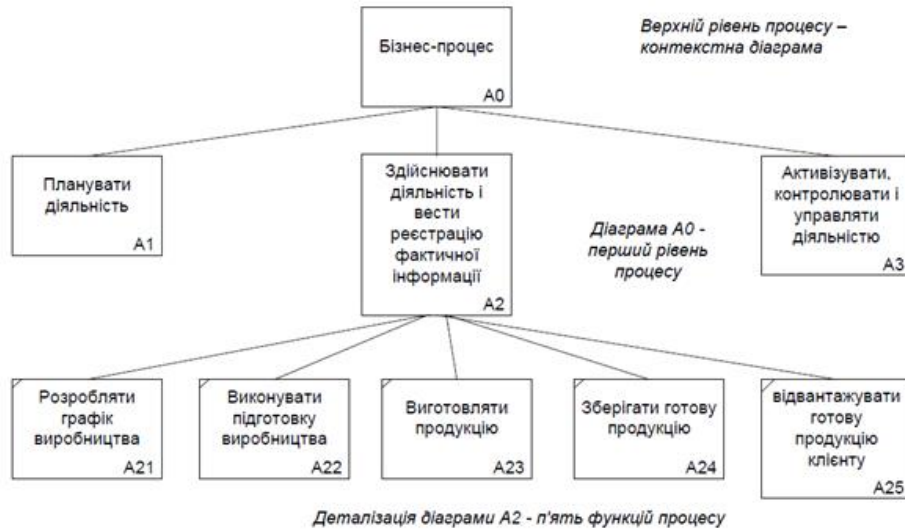 Бізнес-процес
A0
Верхній рівень процесу –
контекстна діаграма
Планувати
діяльність
A1
Здійснювати
діяльність і
вести
реєстрацію
фактичної
інформації
A2
Діаграма A0 -
перший рівень
процесу
Активізувати,
контролювати і
управляти
діяльністю
A3
Розробляти
графік
виробництва
A21
Виконувати
підготовку
виробництва
A22
Виготовляти
продукцію
A23
Зберігати готову
продукцію
A24
відвантажувати
готову
продукцію
клієнту
A25
Деталізація діаграми A2 - п'ять функцій процесу